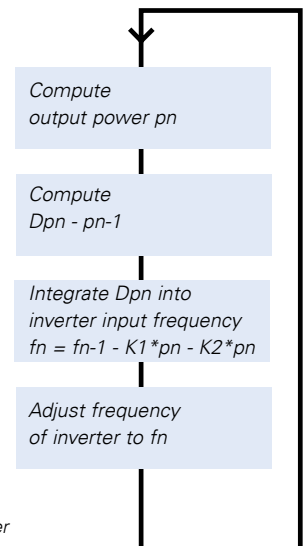 Compute
output power pn
Compute
Dpn - pn-1
Integrate Dpn into
inverter input frequency
fn = fn-1 - K1*pn - K2*pn
Adjust frequency
of inverter to fn